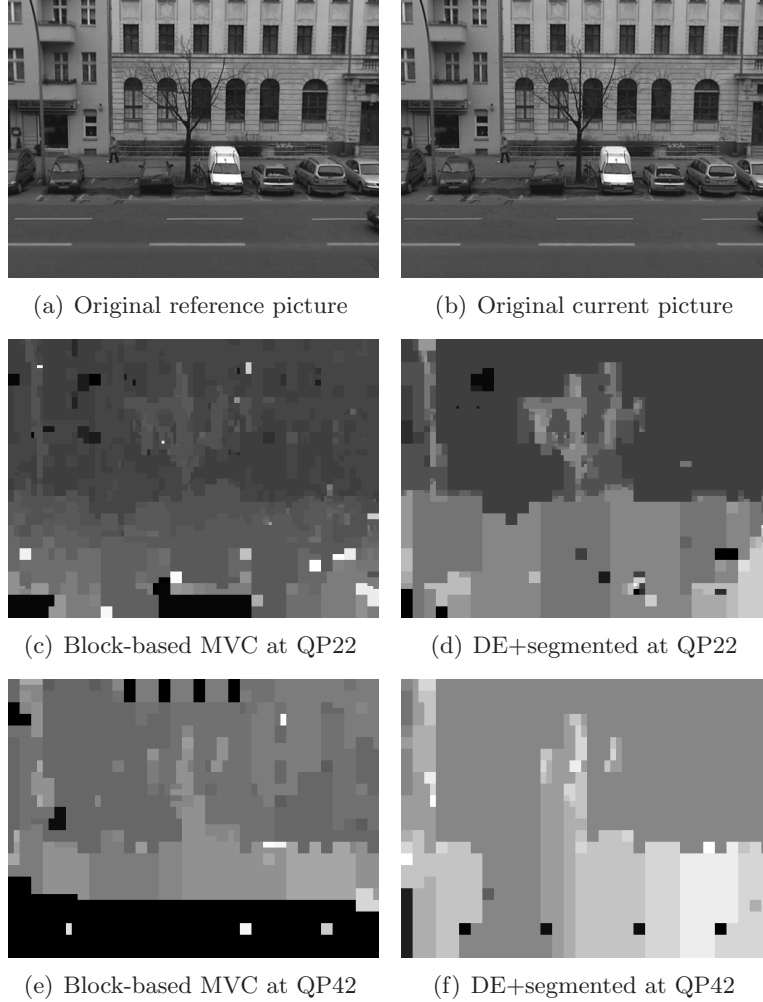 (a) Original reference picture
(b) Original current picture
(c) Block-based MVC at QP22
(d) DE+segmented at QP22
(e) Block-based MVC at QP42
(f) DE+segmented at QP42